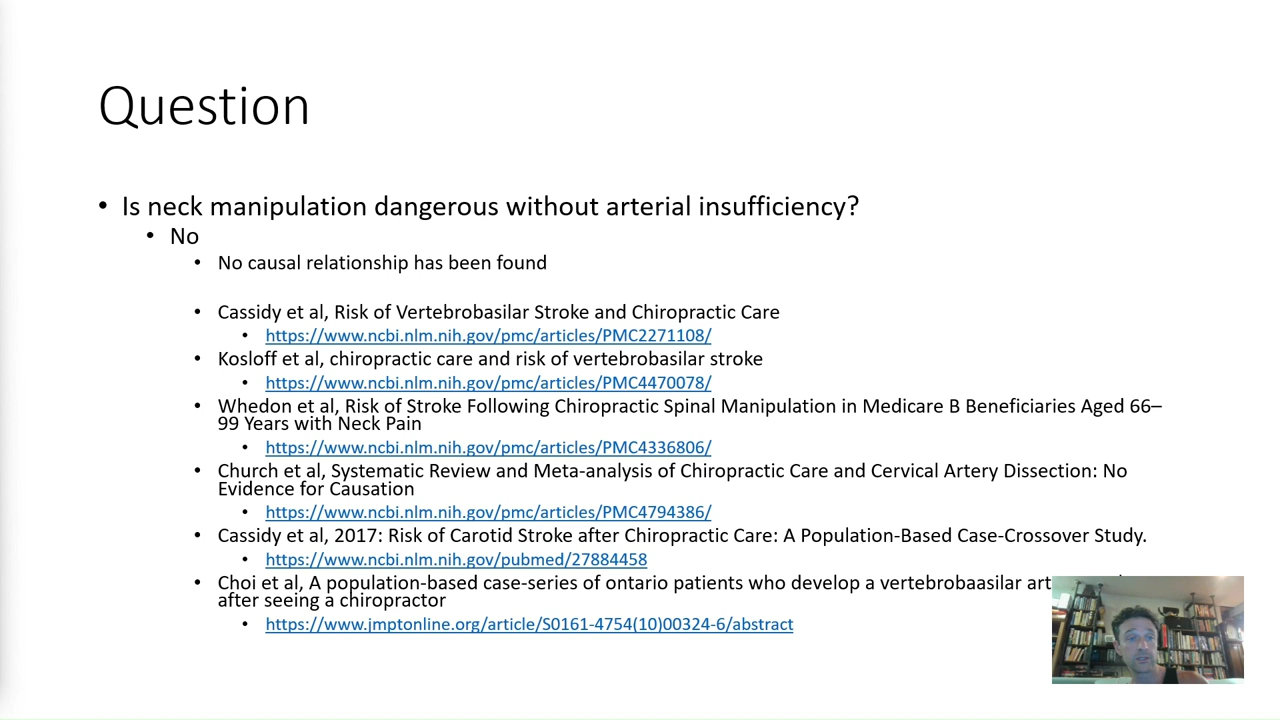 Question
• Is neck manipulation dangerous without arterial insufficiency?
• No
• No causal relationship has been found
• Cassidy et al, Risk of Vertebrobasilar Stroke and Chiropractic Care
• https://www.ncbi.nlm.nih.gov/pmc/articles/PMC2271108/
• Kosloff et al, chiropractic care and risk of vertebrobasilar stroke
• https://www.ncbi.nlm.nih.gov/pmc/articles/PMC4470078/
• Whedon et al, Risk of Stroke Following Chiropractic Spinal Manipulation in Medicare B Beneficiaries Aged 66–
99 Years with Neck Pain
• https://www.ncbi.nlm.nih.gov/pmc/articles/PMC4336806/
• Church et al, Systematic Review and Meta-analysis of Chiropractic Care and Cervical Artery Dissection: No
Evidence for Causation
• https://www.ncbi.nlm.nih.gov/pmc/articles/PMC4794386/
• Cassidy et al, 2017: Risk of Carotid Stroke after Chiropractic Care: A Population-Based Case-Crossover Study.
• https://www.ncbi.nlm.nih.gov/pubmed/27884458
• Choi et al, A population-based case-series of ontario patients who develop a vertebrobaasilar
after seeing a chiropractor
• https://www.jmptonline.org/article/S0161-4754(10)00324-6/abstract